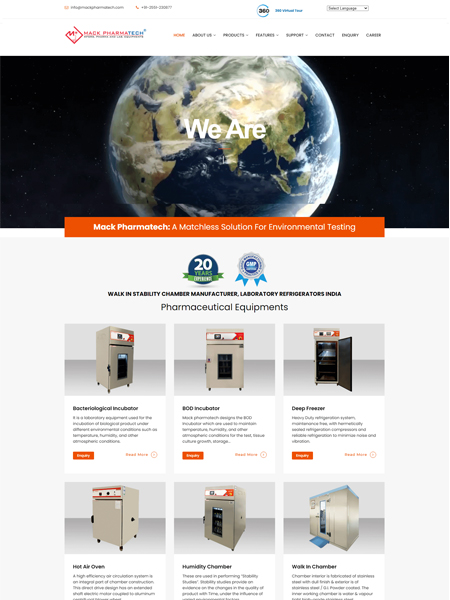 info@mackpharmatech.com
+91-2551-230877
360
360 Virtual Tour
Select Language
MACK PHARMATECH
HOME
ABOUT US
PRODUCTS
FEATURES
SUPPORT
CONTACT
ENQUIRY
CAREER
We Are
Mack Pharmatech: A Matchless Solution For Environmental Testing
20
YEARS
EXPERIENCE
GMP
WALK IN STABILITY CHAMBER MANUFACTURER, LABORATORY REFRIGERATORS INDIA
Pharmaceutical Equipments
Bacteriological Incubator
It is a laboratory equipment used for the
incubation of biological product under
different environmental conditions such as
temperature, humidity, and other
atmospheric conditions.
Enquiry
Read More
BOD Incubator
Mack pharmatech designs the BOD
incubator which are used to maintain
temperature, humidity, and other
atmospheric conditions for the test, tissue
culture growth, storage...
Enquiry
Read More
Deep Freezer
Heavy Duty refrigeration system,
maintenance free, with hermetically
sealed refrigeration compressors and
reliable refrigeration to minimize noise and
vibration.
Enquiry
Read More
Hot Air Oven
A high efficiency air circulation system is
an integral part of chamber construction.
This direct drive design has an extended
shaft electric motor coupled to aluminum
Humidity Chamber
These are used in performing "Stability
Studies". Stability studies provide an
evidence on the changes in the quality of
product with Time, under the influence of
Walk In Chamber
Chamber interior is fabricated of stainless
steel with dull finish & exterior is of
stainless steel / G.I. Powder coated. The
inner working chamber is water & vapour